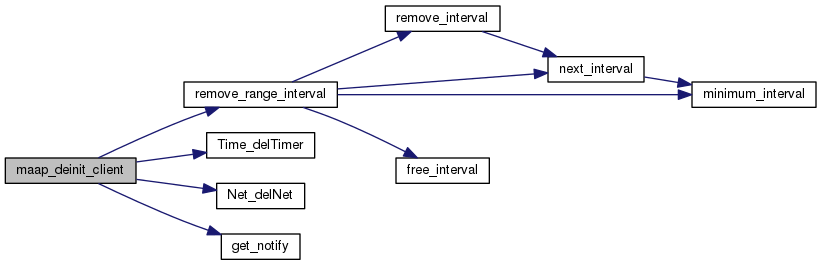 maap_deinit_client
remove_range_interval
Time_delTimer
Net_delNet
get_notify
remove_interval
free_interval
next_interval
minimum_interval